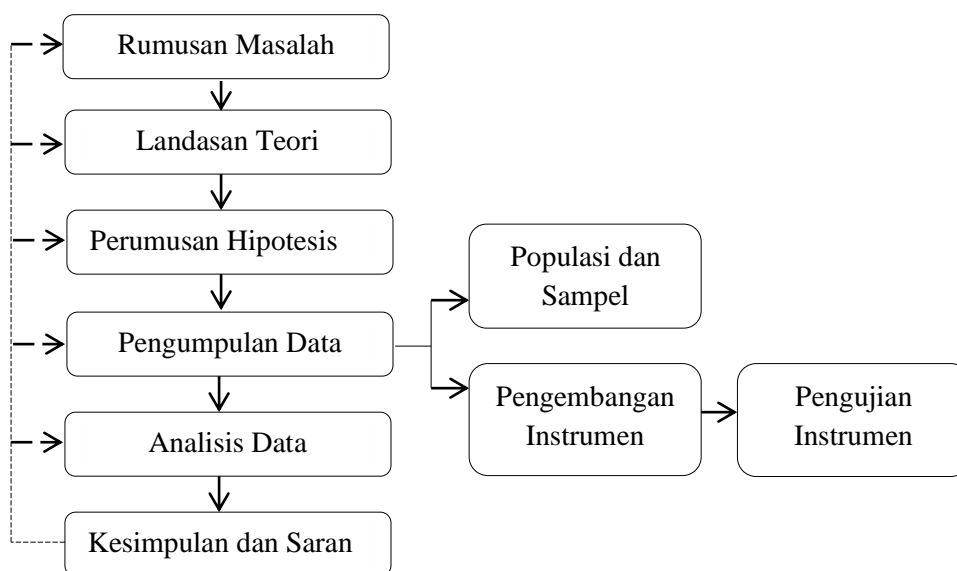 Rumusan Masalah
Landasan Teori
Perumusan Hipotesis
Populasi dan
Sampel
Pengumpulan Data
Pengembangan
Instrumen
Pengujian
Instrumen
Analisis Data
Kesimpulan dan Saran